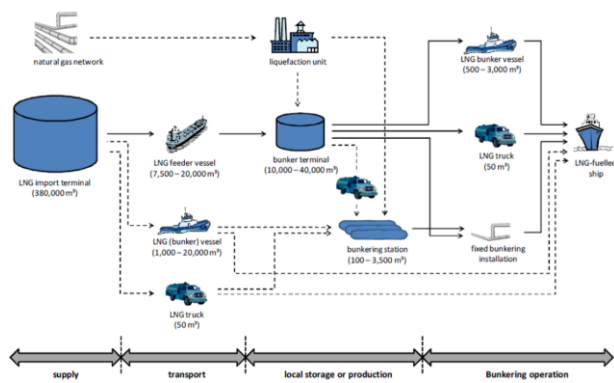 natural gas network
liquefaction unit
LNG bunker vessel
(500 – 3,000 m³)
LNG import terminal
(380,000 m³)
LNG feeder vessel
(7,500 – 20,000 m³)
bunker terminal
(10,000 – 40,000 m³)
LNG truck
(50 m³)
LNG-fuelled
ship
LNG (bunker) vessel
(1,000 – 20,000 m³)
bunkering station
(100 – 3,500 m³)
fixed bunkering
installation
LNG truck
(50 m³)
supply
transport
local storage or production
Bunkering operation